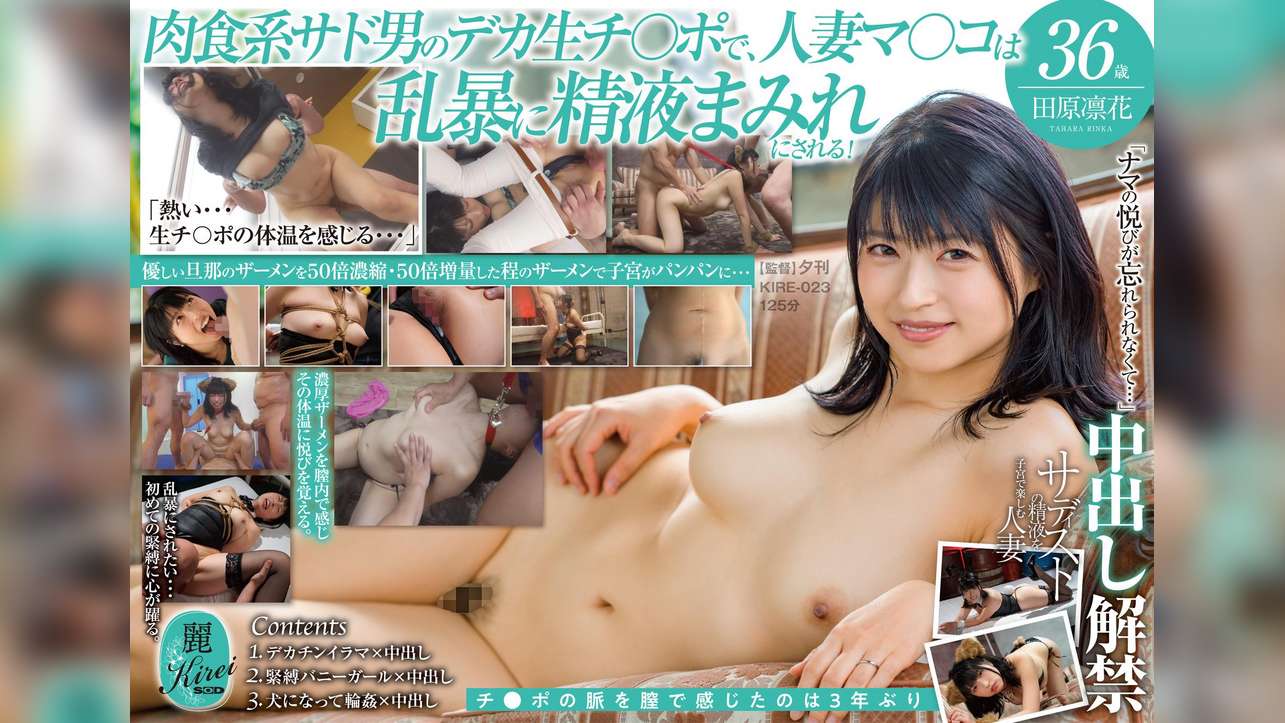 肉食系サド男のデカ生チ〇ポで、人妻マ〇コは
乱暴に精液まみれ
にされる!
36歳
田原凛花
TAHARA RINKA
「熱い・・・
生チ〇ポの体温を感じる・・・」
優しい旦那のザーメンを50倍濃縮・50倍増量した程のザーメンで子宮がパンパンに・・・
【監督】夕刊
KIRE-023
125分
「ナマの悦びが忘れられなくて…」
中出し解禁
サディスト
の精液を
子宮で楽しむ
人妻
濃厚ザーメンを膣内で感じ
その体温に悦びを覚える。
乱暴にされたい・・・
初めての緊縛に心が躍る。
麗
Kirei
SOD
Contents
1. デカチンイラマ×中出し
2. 緊縛バニーガール×中出し
3. 犬になって輪姦×中出し
チ●ポの脈を膣で感じたのは3年ぶり